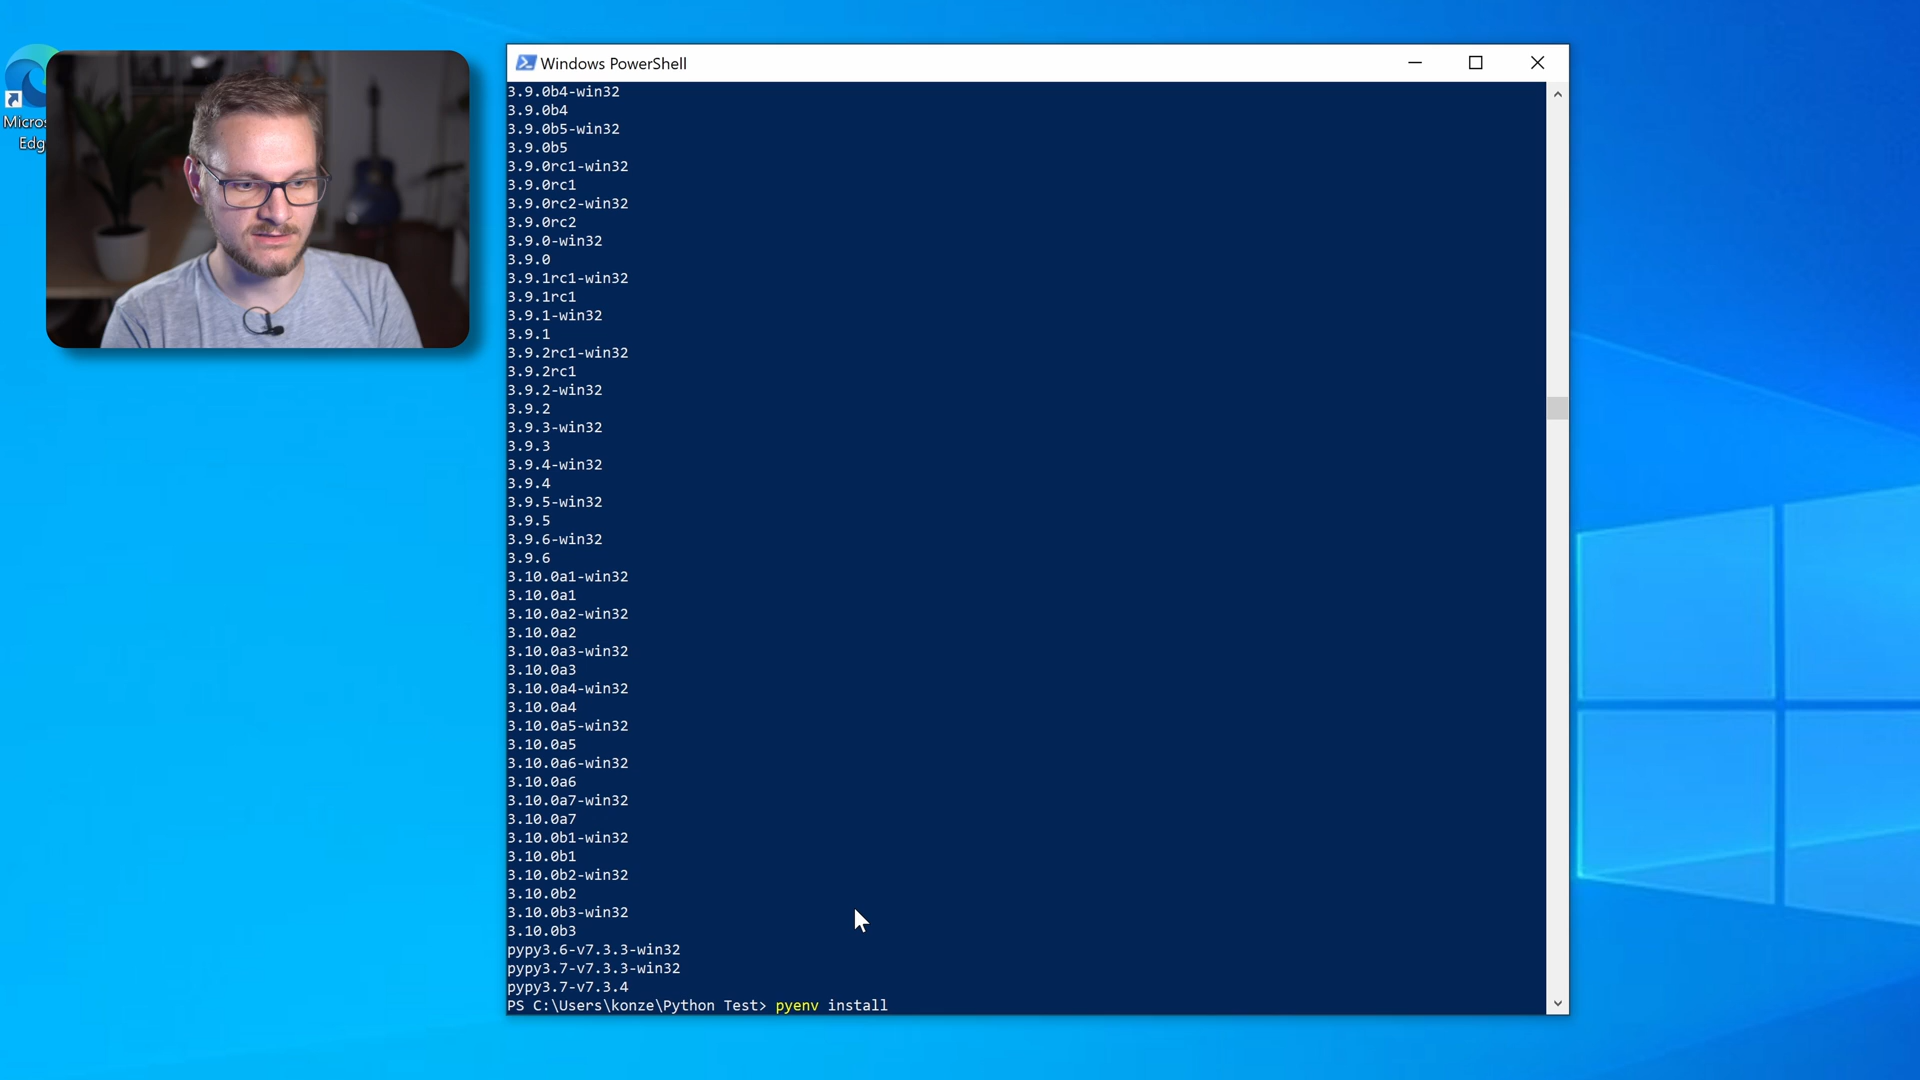 Micros
Edg
Windows PowerShell
3.9.0b4-win32
3.9.0b4
3.9.0b5-win32
3.9.0b5
3.9.0rc1-win32
3.9.0rc1
3.9.0rc2-win32
3.9.0rc2
3.9.0-win32
3.9.0
3.9.1rc1-win32
3.9.1rc1
3.9.1-win32
3.9.1
3.9.2rc1-win32
3.9.2rc1
3.9.2-win32
3.9.2
3.9.3-win32
3.9.3
3.9.4-win32
3.9.4
3.9.5-win32
3.9.5
3.9.6-win32
3.9.6
3.10.0a1-win32
3.10.0a1
3.10.0a2-win32
3.10.0a2
3.10.0a3-win32
3.10.0a3
3.10.0a4-win32
3.10.0a4
3.10.0a5-win32
3.10.0a5
3.10.0a6-win32
3.10.0a6
3.10.0a7-win32
3.10.0a7
3.10.0b1-win32
3.10.0b1
3.10.0b2-win32
3.10.0b2
3.10.0b3-win32
3.10.0b3
pypy3.6-v7.3.3-win32
pypy3.7-v7.3.3-win32
pypy3.7-v7.3.4
PS C:\Users\konze\Python Test> pyenv install